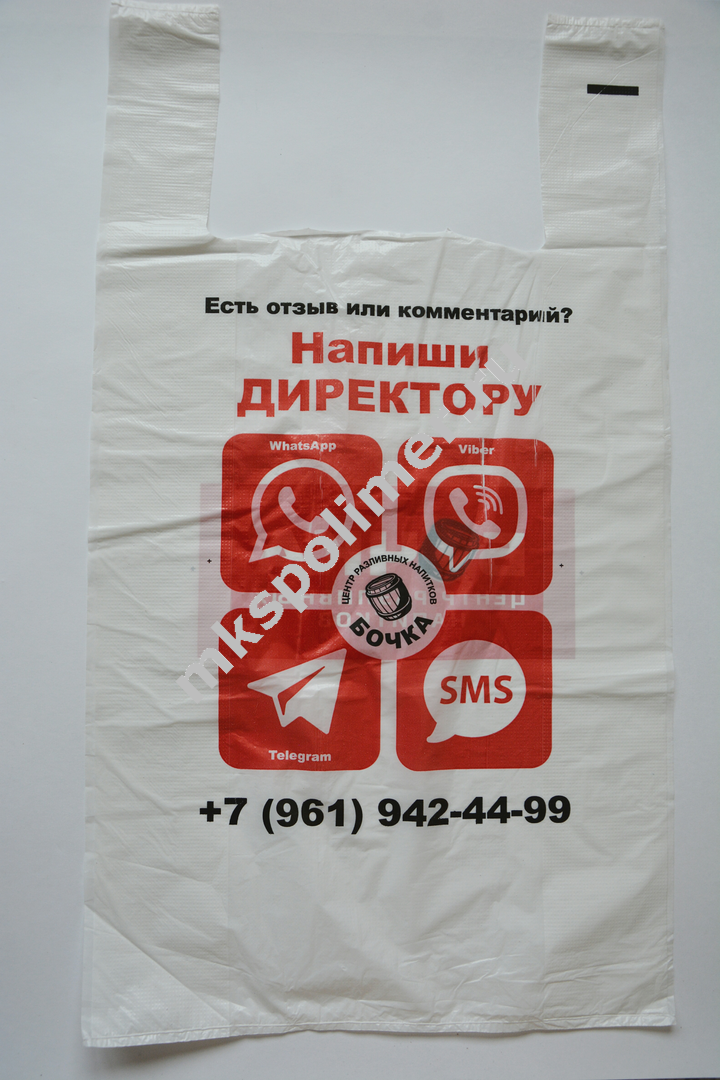 Есть отзыв или комментарий?
Напиши
ДИРЕКТОРУ
WhatsApp
Viber
ЦЕНТР РАЗЛИВНЫХ НАПИТКОВ
БОЧКА
SMS
Telegram
+7 (961) 942-44-99
mkspolime